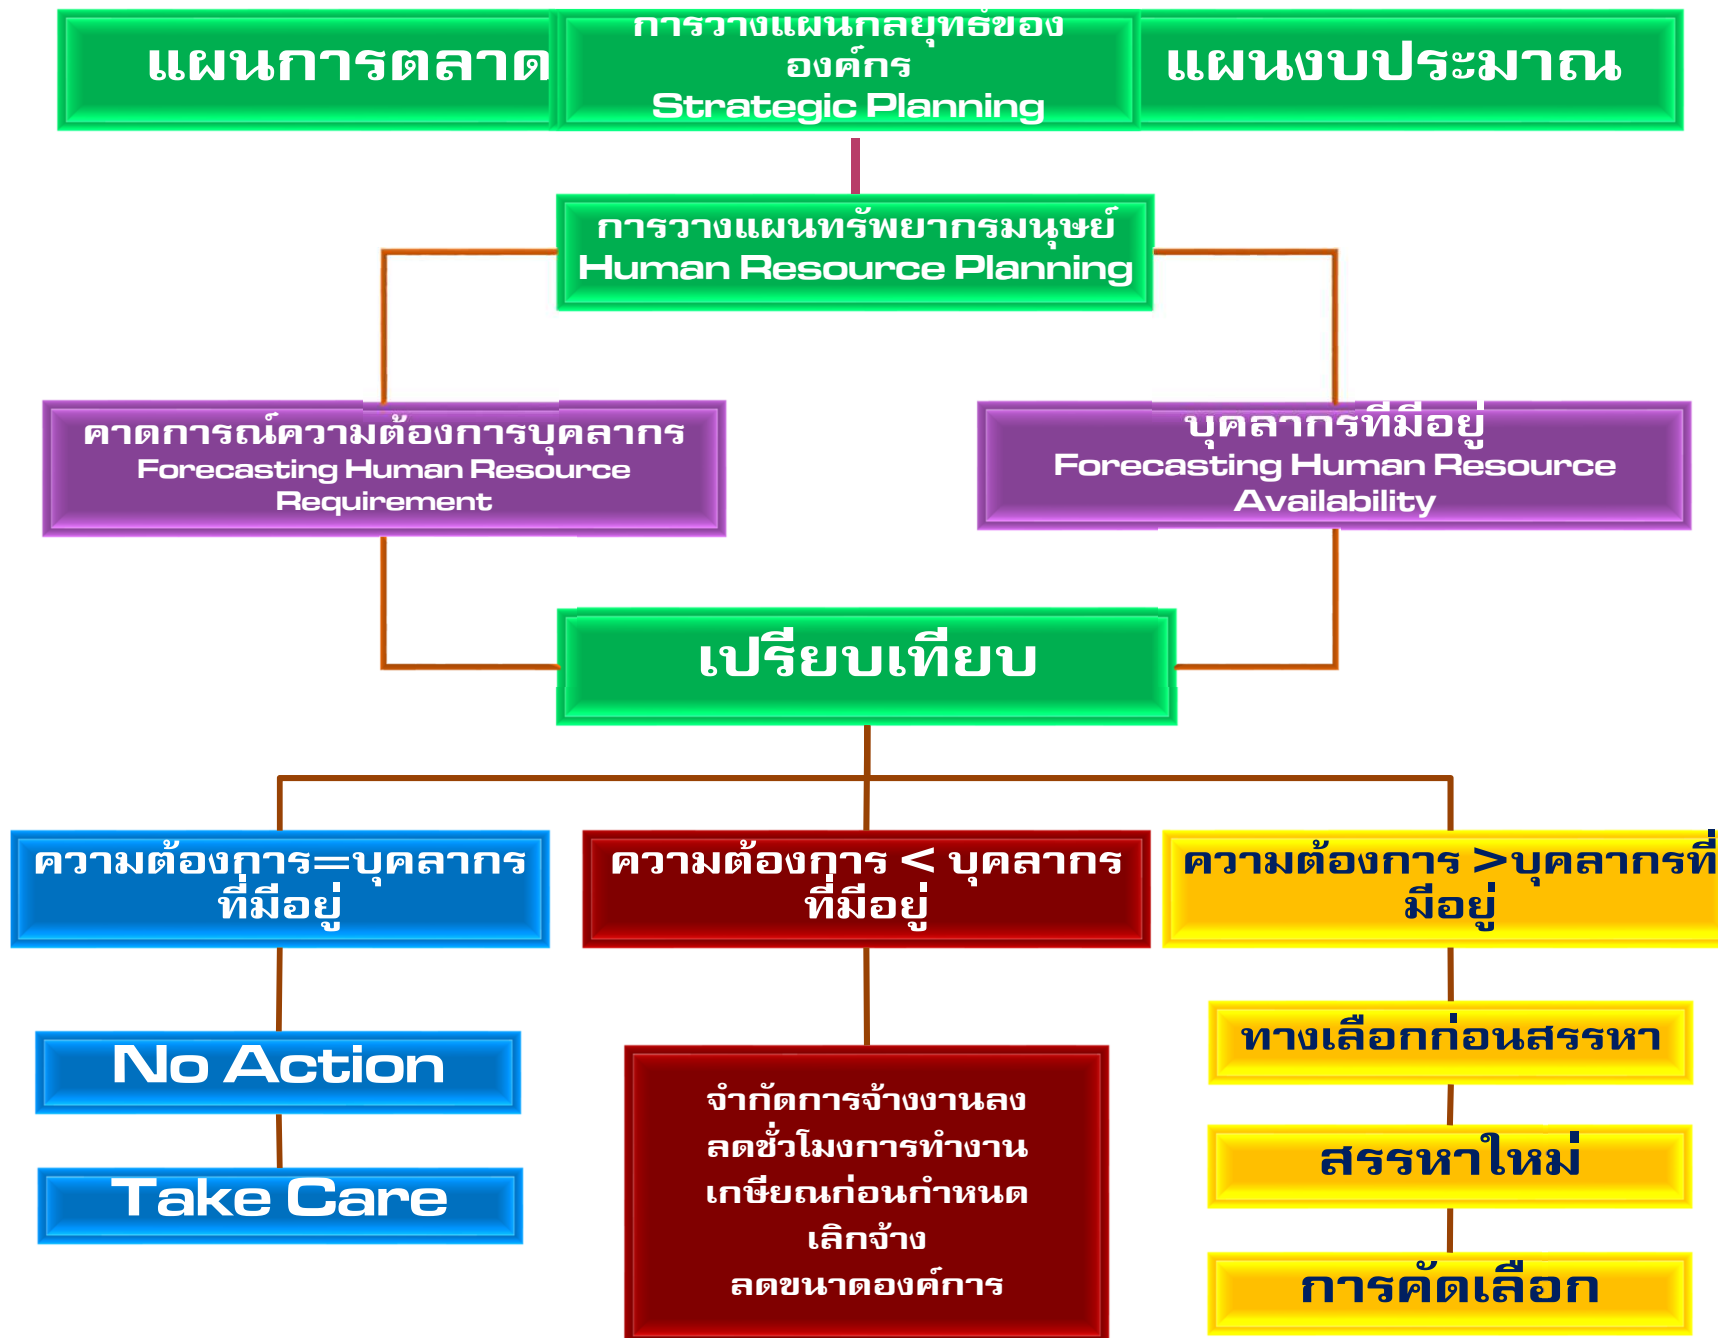 แผนการตลาด
การวางแผนกลยุทธ์ของ
องค์กร
Strategic Planning
แผนงบประมาณ
การวางแผนทรัพยากรมนุษย์
Human Resource Planning
คาดการณ์ความต้องการบุคลากร
Forecasting Human Resource
Requirement
บุคลากรที่มีอยู่
Forecasting Human Resource
Availability
เปรียบเทียบ
ความต้องการ=บุคลากร
ที่มีอยู่
ความต้องการ < บุคลากร
ที่มีอยู่
ความต้องการ >บุคลากรที่
มีอยู่
No Action
Take Care
จำกัดการจ้างงานลง
ลดชั่วโมงการทำงาน
เกษียณก่อนกำหนด
เลิกจ้าง
ลดขนาดองค์การ
ทางเลือกก่อนสรรหา
สรรหาใหม่
การคัดเลือก